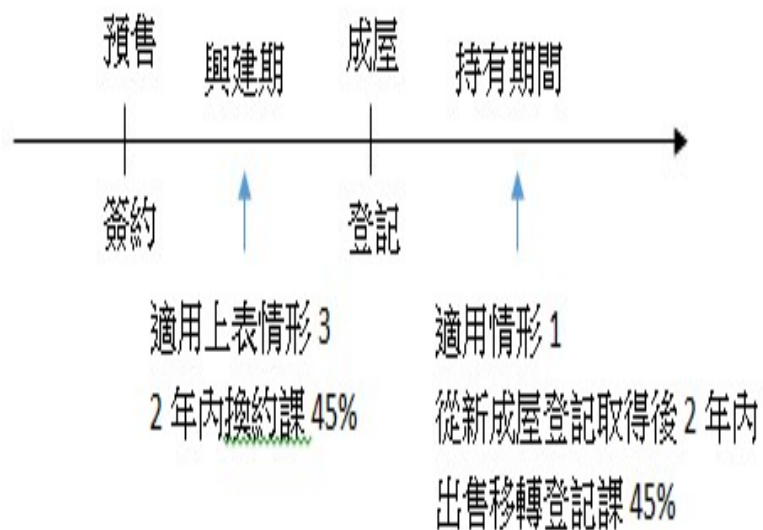 預售 興建期 成屋 持有期間
簽約 登記
適用上表情形 3
2 年內換約課 45%
適用情形 1
從新成屋登記取得後 2 年內
出售移轉登記課 45%